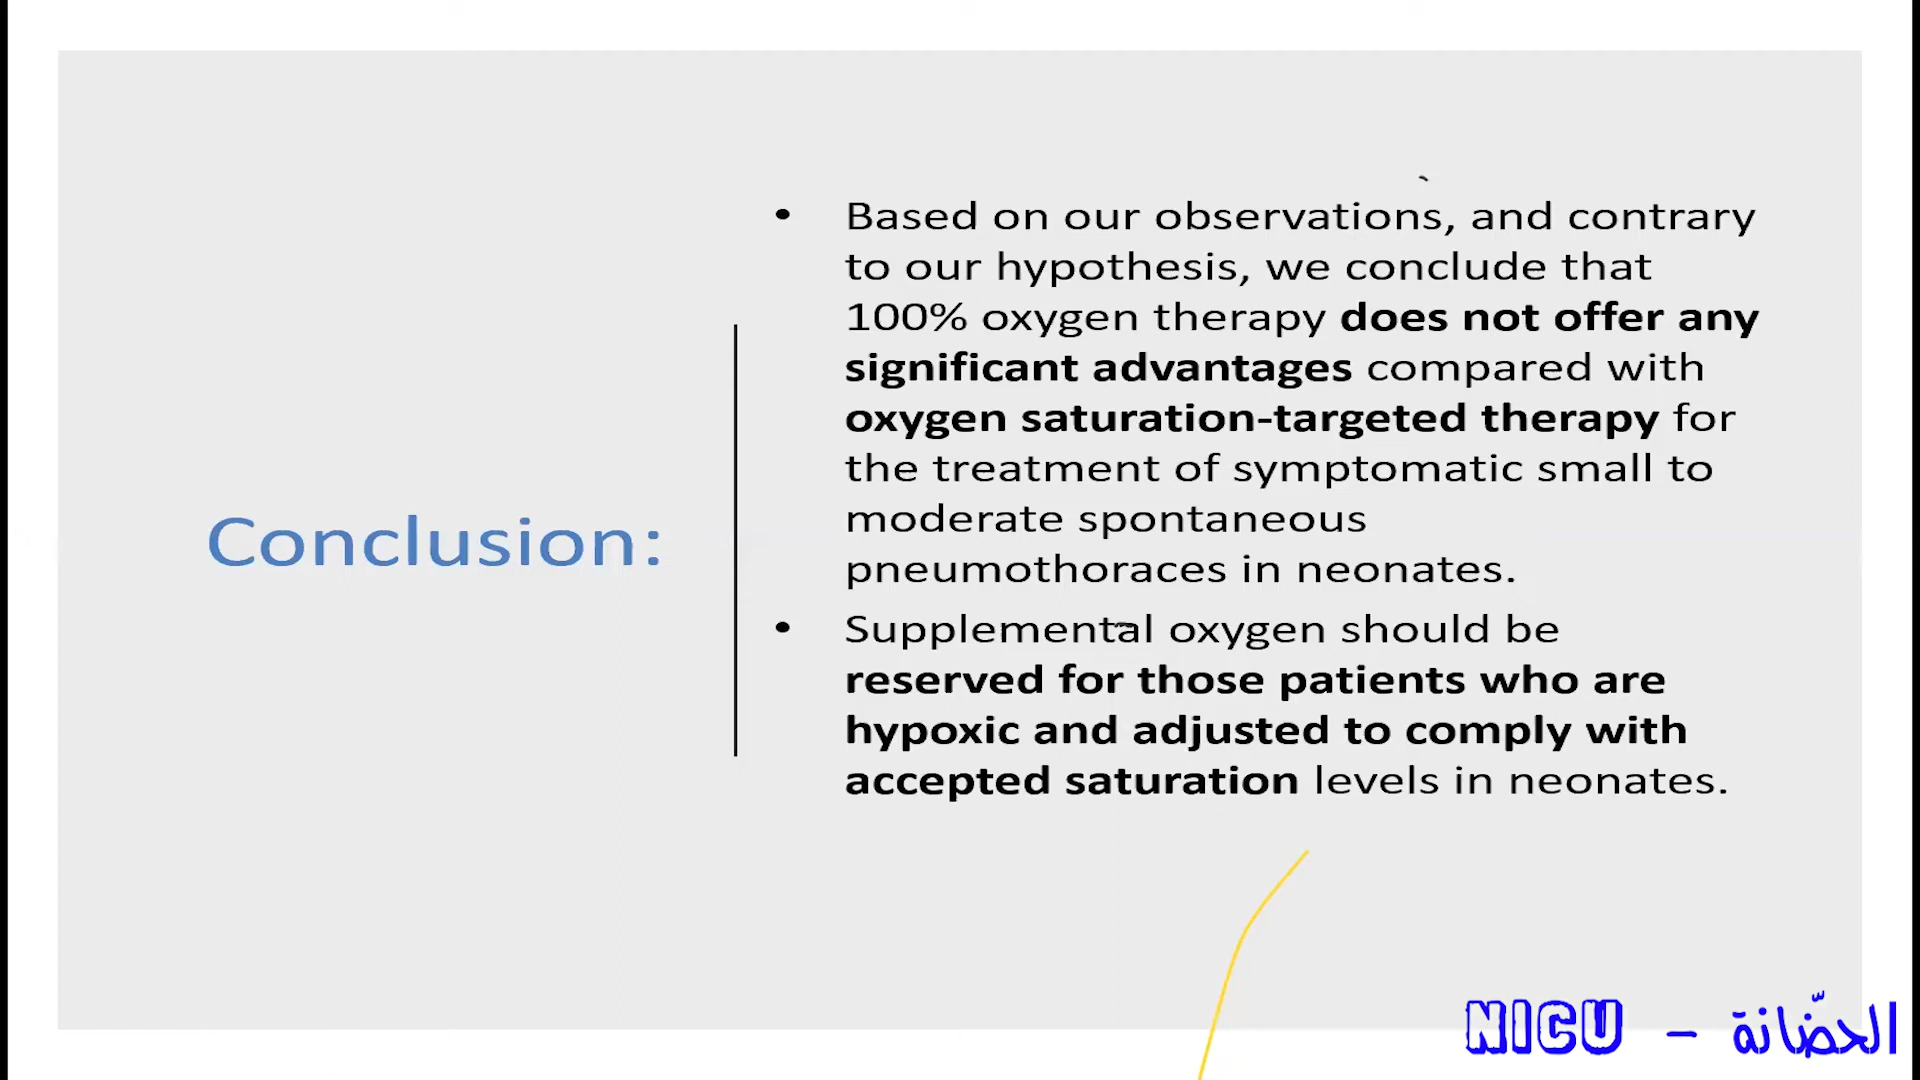 Conclusion:
• Based on our observations, and contrary
to our hypothesis, we conclude that
100% oxygen therapy does not offer any
significant advantages compared with
oxygen saturation-targeted therapy for
the treatment of symptomatic small to
moderate spontaneous
pneumothoraces in neonates.
• Supplemental oxygen should be
reserved for those patients who are
hypoxic and adjusted to comply with
accepted saturation levels in neonates.
NICU - الحضّانة